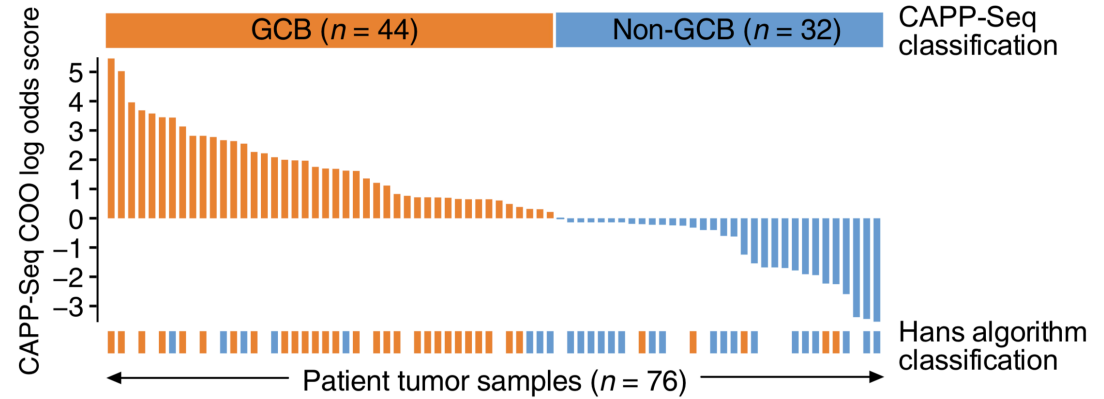 GCB (n = 44)
Non-GCB (n = 32)
CAPP-Seq
classification
CAPP-Seq COO log odds score
5
4
3
2
1
0
–1
–2
–3
Hans algorithm
classification
Patient tumor samples (n = 76)